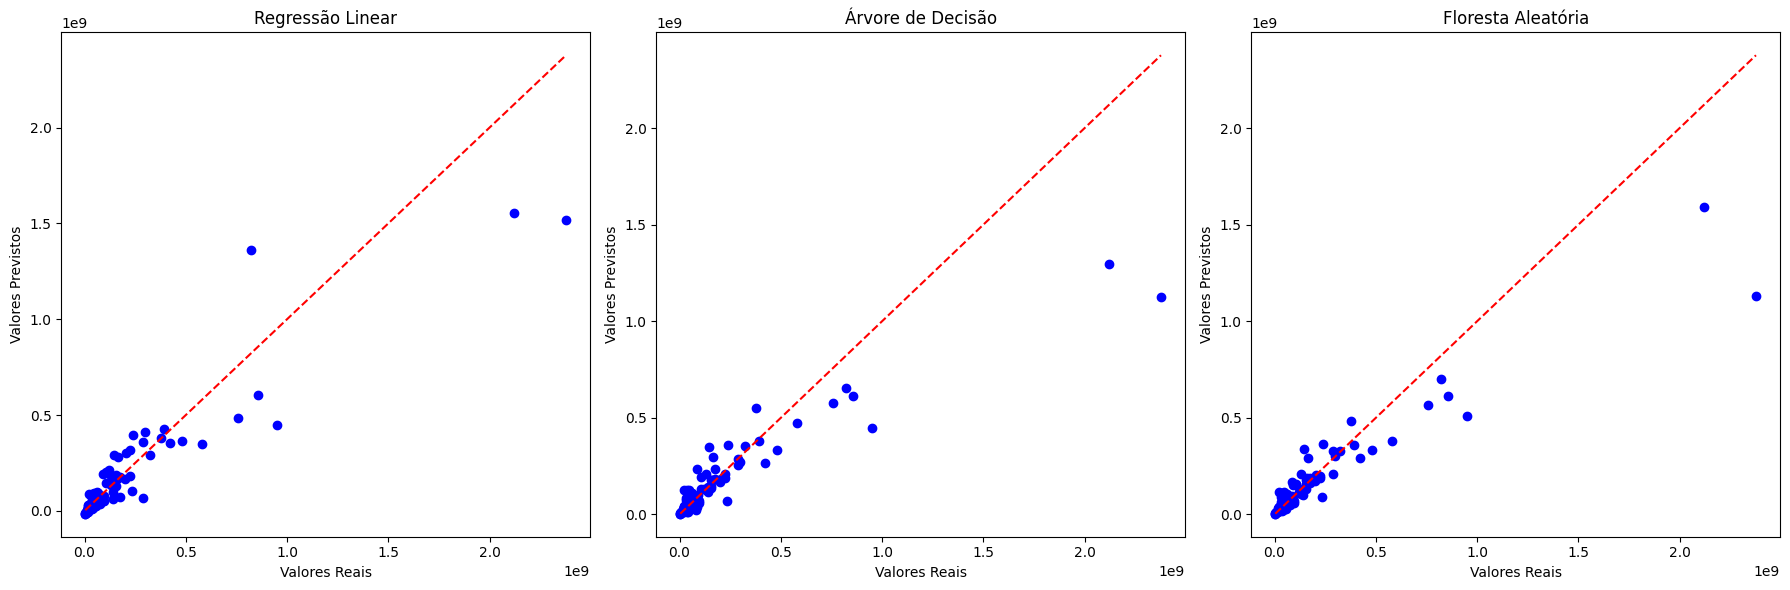 Regressão Linear
1e9
2.0
1.5
1.0
0.5
0.0
Valores Previstos
0.0 0.5 1.0 1.5 2.0
Valores Reais
1e9
Árvore de Decisão
1e9
2.0
1.5
1.0
0.5
0.0
Valores Previstos
0.0 0.5 1.0 1.5 2.0
Valores Reais
1e9
Floresta Aleatória
1e9
2.0
1.5
1.0
0.5
0.0
Valores Previstos
0.0 0.5 1.0 1.5 2.0
Valores Reais
1e9